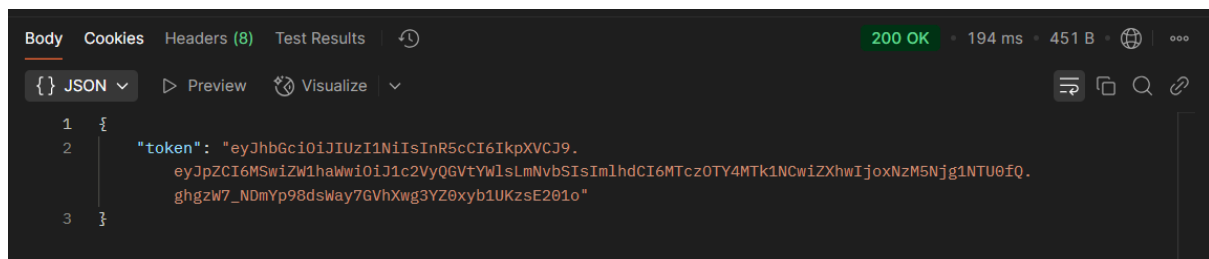 Body Cookies Headers (8) Test Results 200 OK • 194 ms • 451 B
{} JSON Preview Visualize
1 {
2 "token": "eyJhbGciOiJIUzI1NiIsInR5cCI6IkpXVCJ9.
eyJpZCI6MSwiZW1haWwiOiJ1c2VyQGVtYWlsLmNvbSIsImlhdCI6MTczOTY4MTk1NCwiZXhwIjoxNzM5Njg1NTU0fQ.
ghgzW7_NDmYp98dsWay7GVhXwg3YZ0xyb1UKzsE201o"
3 }